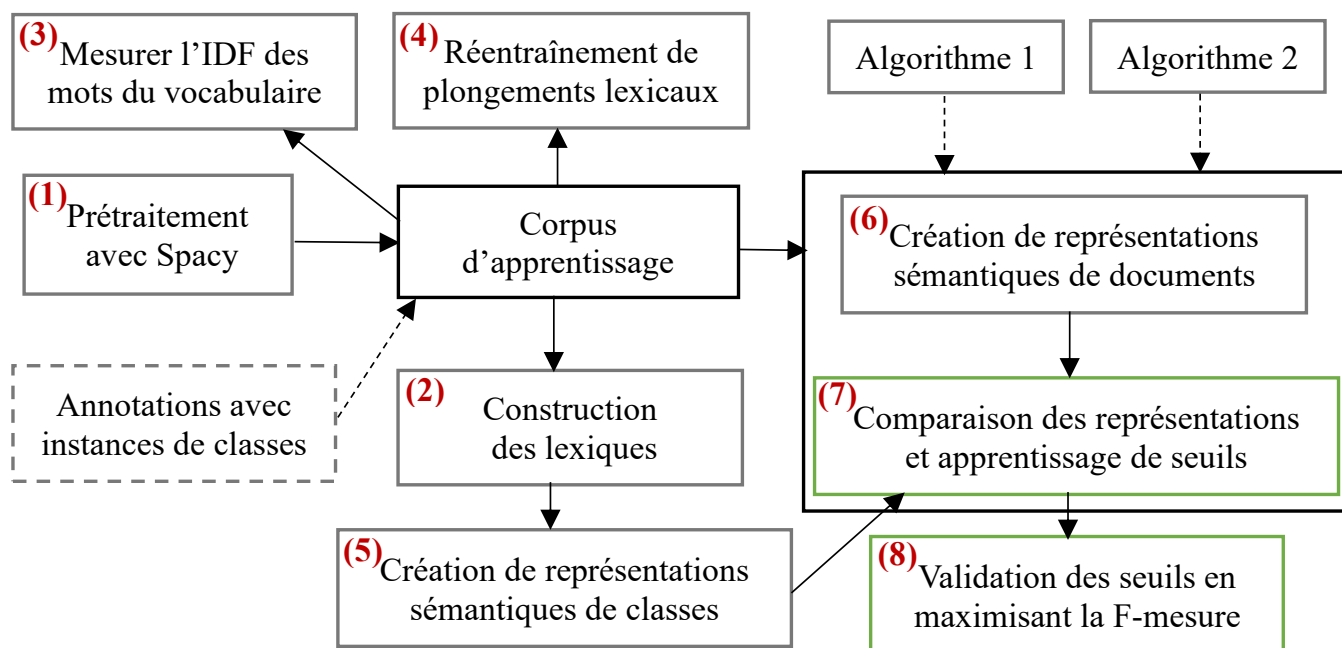 (3) Mesurer l’IDF des
mots du vocabulaire
(4) Réentraînement de
plongements lexicaux
Algorithme 1
Algorithme 2
(1) Prétraitement
avec Spacy
Corpus
d’apprentissage
(6) Création de représentations
sémantiques de documents
Annotations avec
instances de classes
(2) Construction
des lexiques
(7) Comparaison des représentations
et apprentissage de seuils
(5) Création de représentations
sémantiques de classes
(8) Validation des seuils en
maximisant la F-mesure